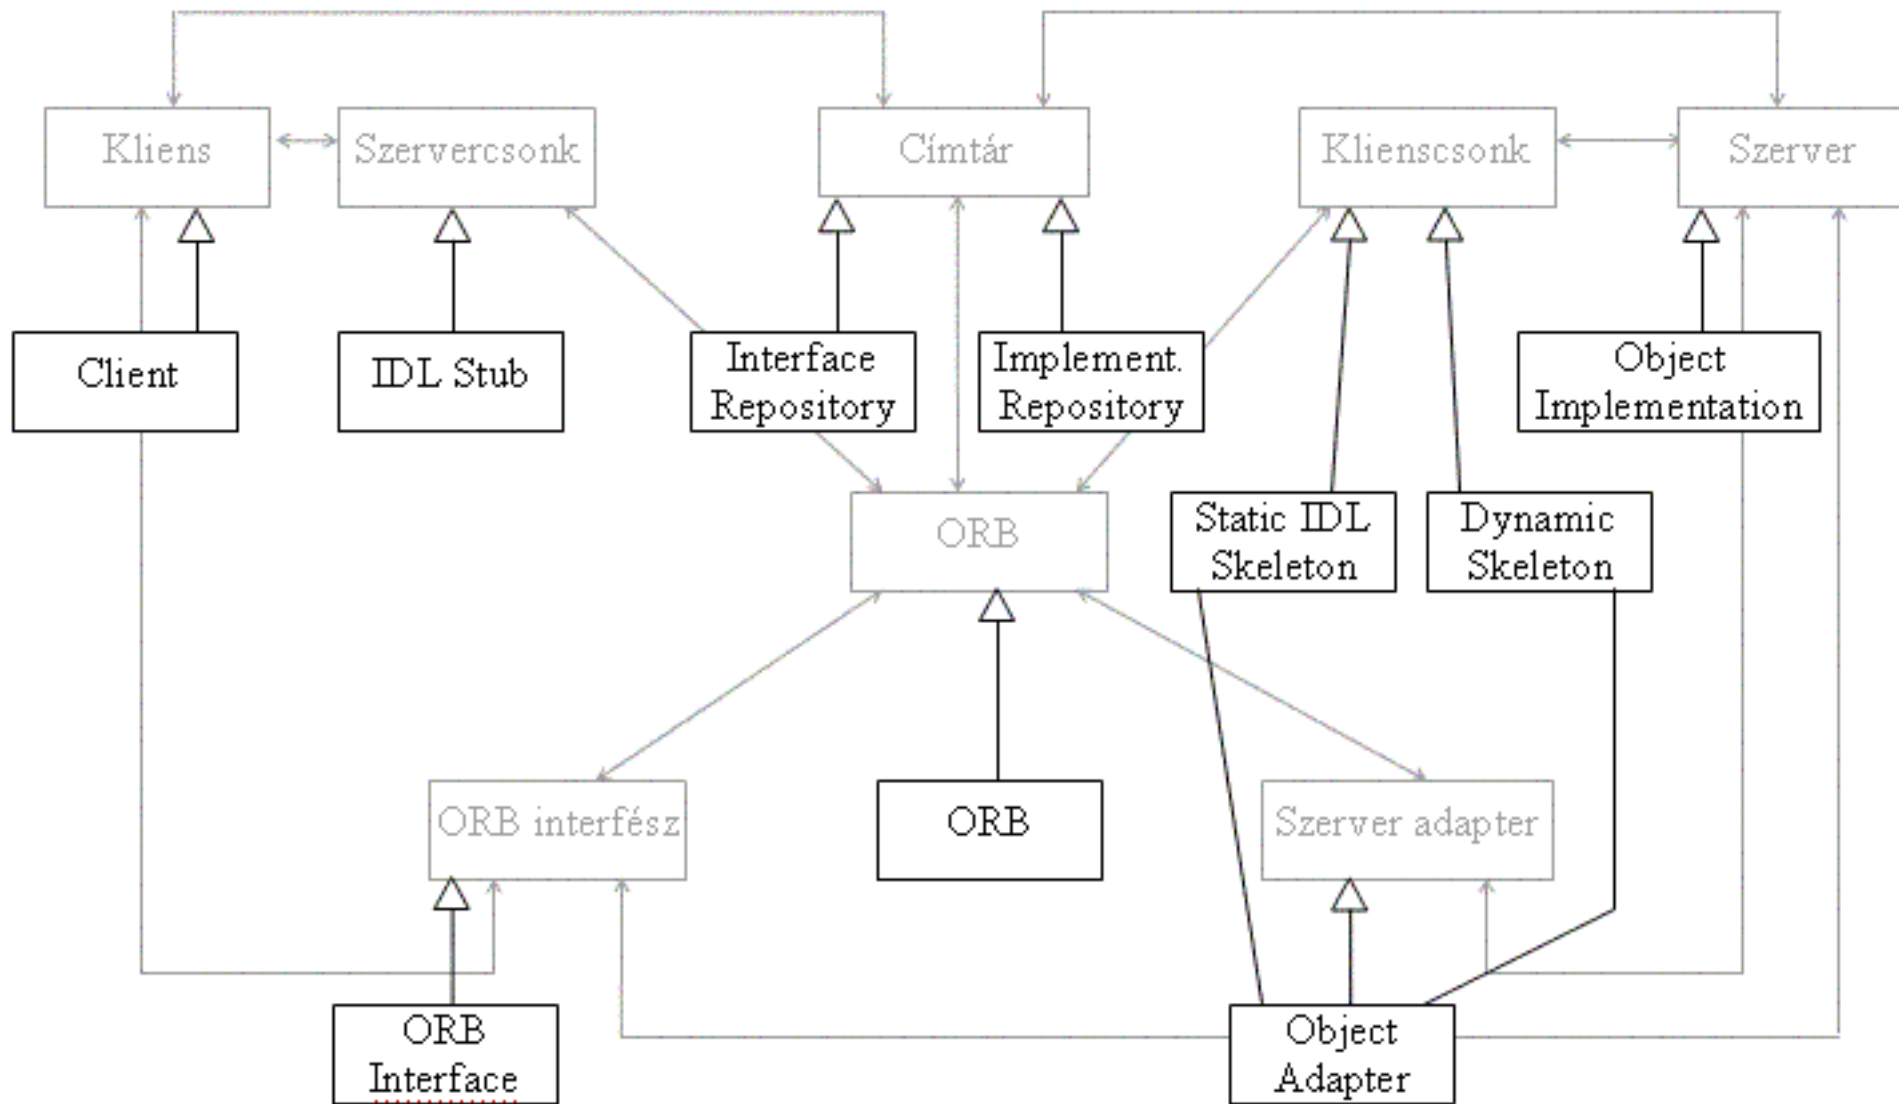 Kliens
Szervercsonk
Címtár
Klienscsonk
Szerver
Client
IDL Stub
Interface
Repository
Implement.
Repository
Object
Implementation
ORB
Static IDL
Skeleton
Dynamic
Skeleton
ORB interfész
ORB
Szerver adapter
ORB
Interface
Object
Adapter